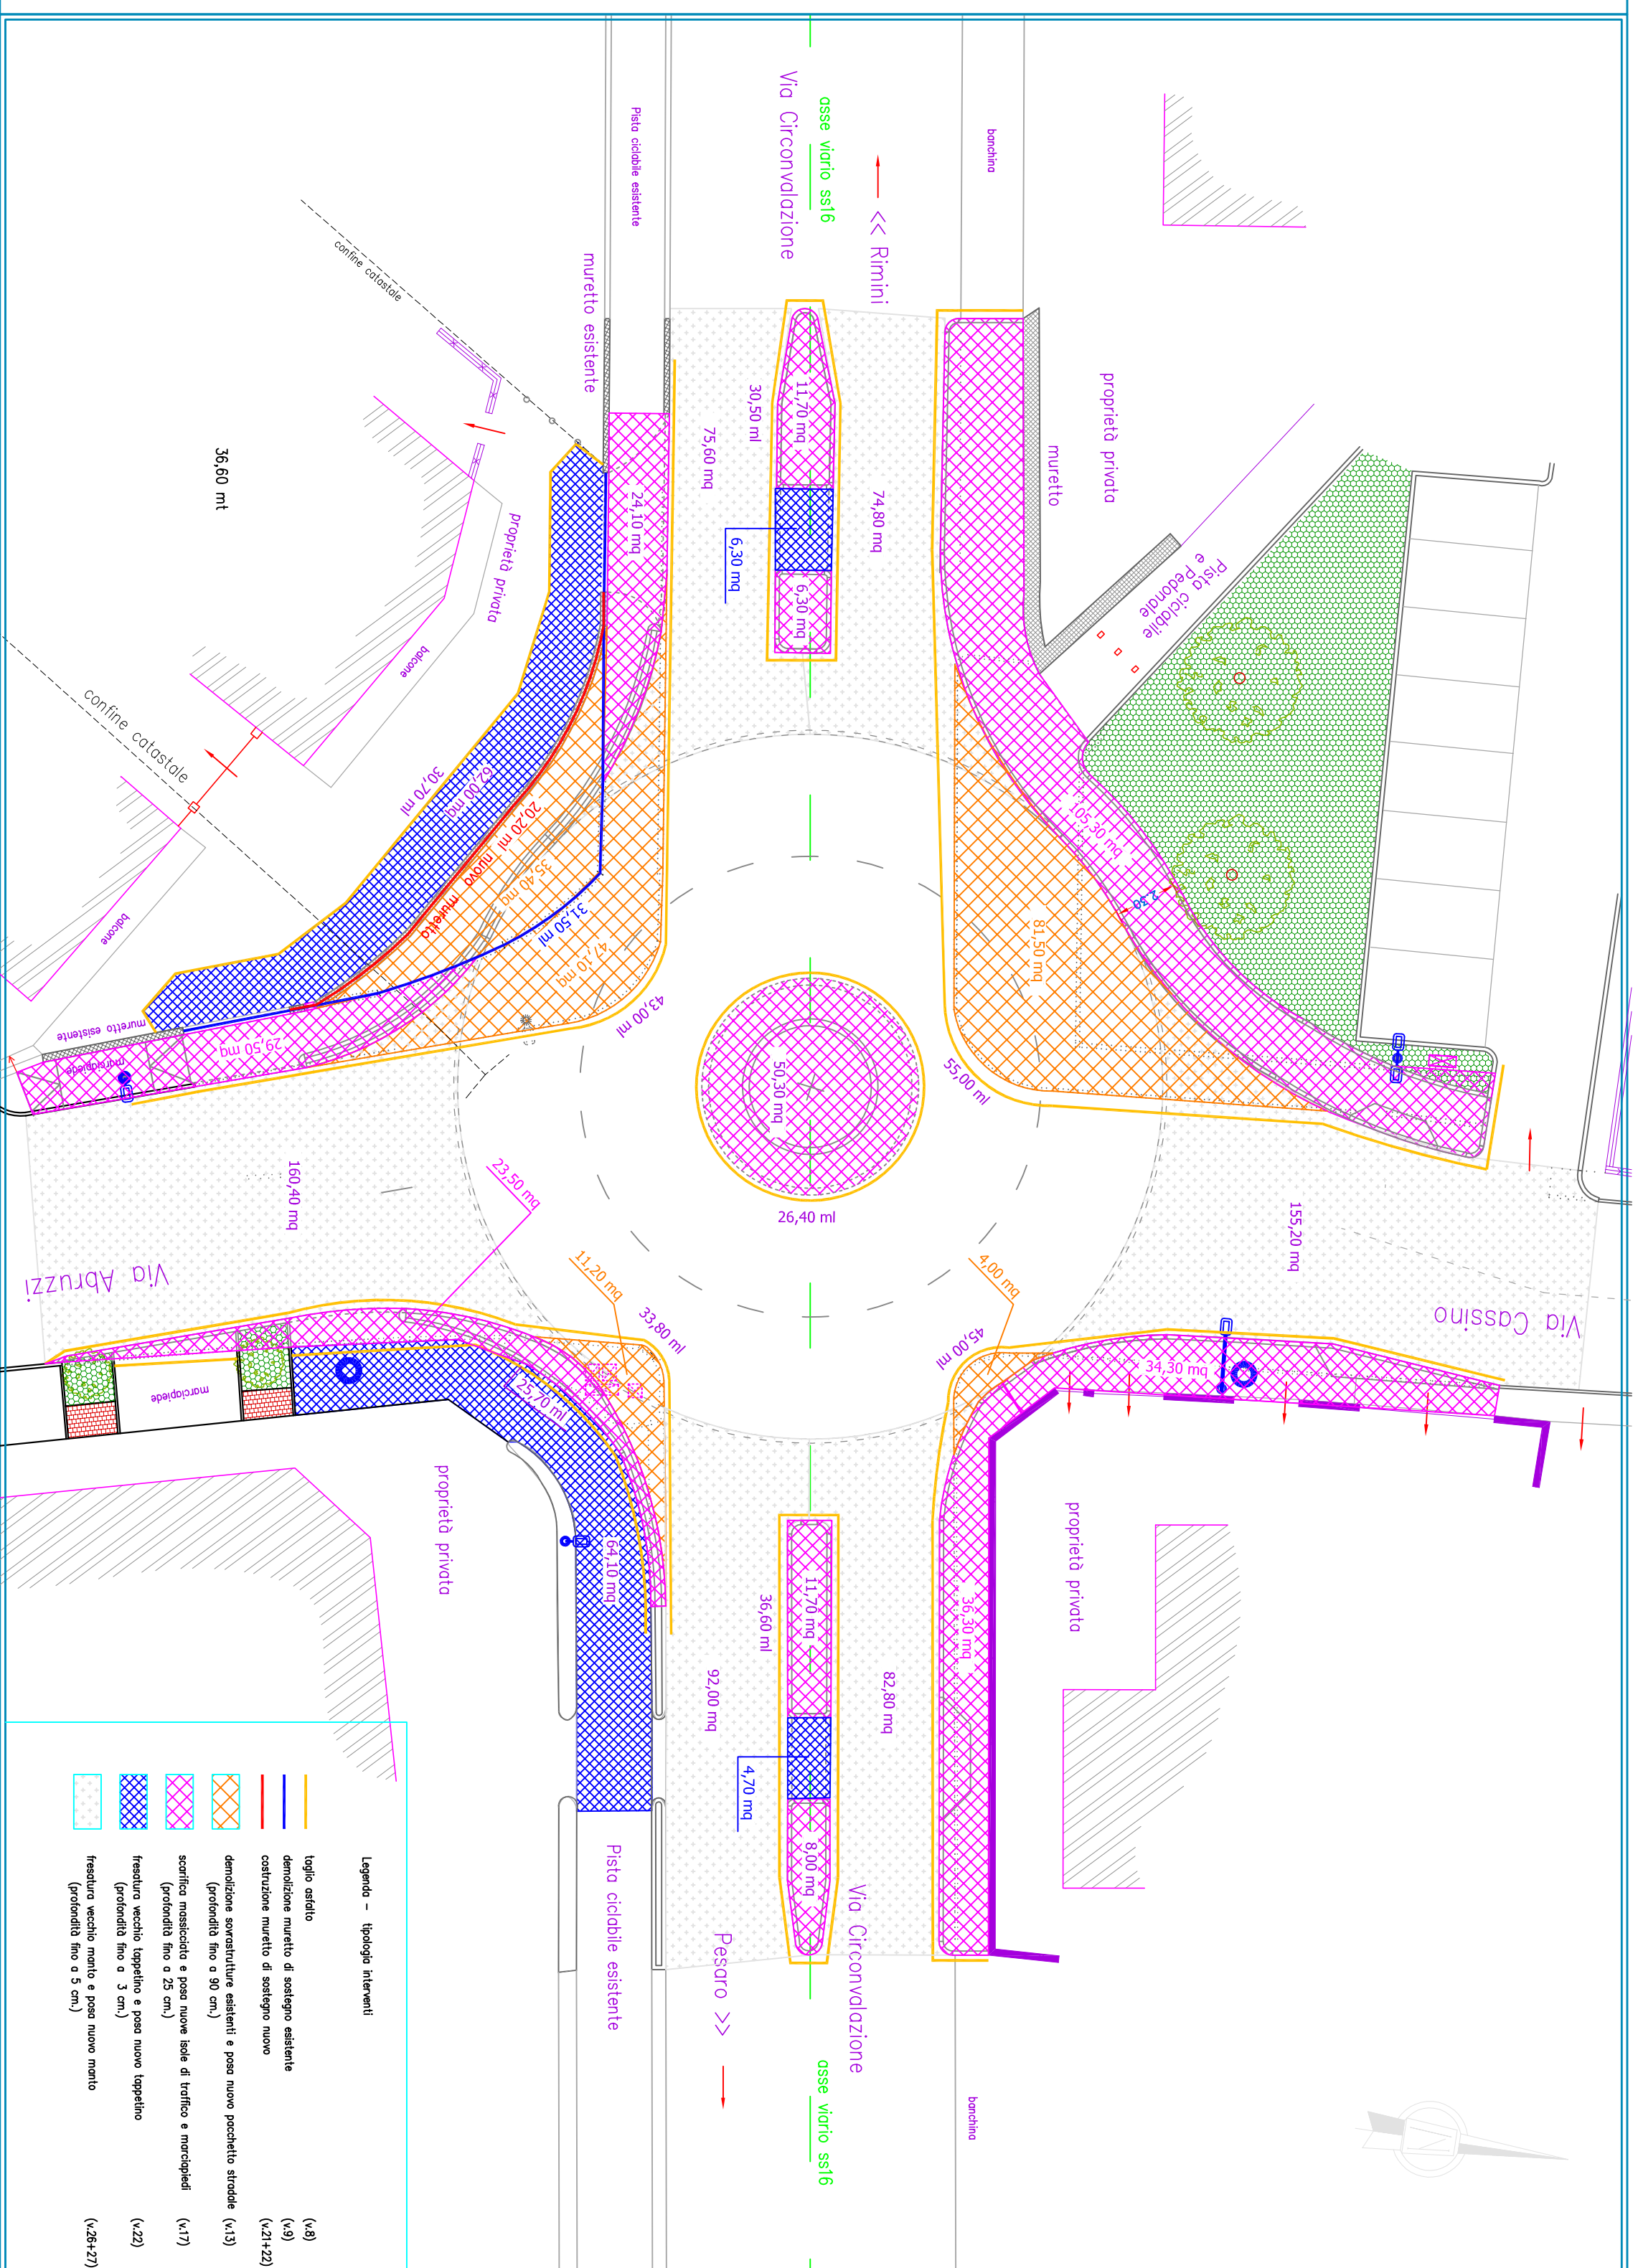 Via Circonvalazione
asse viario ss16
<< Rimini
banchina
Pista ciclabile esistente
muretto esistente
confine catastale
36,60 mt
proprietà privata
balcone
confine catastale
balcone
muretto esistente
marciapiede
24,10 mq
75,60 mq
30,50 ml
11,70 mq
6,30 mq
6,30 mq
74,80 mq
proprietà privata
muretto
Pista ciclabile
e Pedonale
105,30 mq
2.30
81,50 mq
55,00 ml
30,70 ml
62,00 mq
20,20 ml nuovo muretto
35,40 mq
31,50 ml
47,10 mq
43,00 ml
29,50 mq
50,30 mq
26,40 ml
160,40 mq
Via Abruzzi
23,50 mq
11,20 mq
33,80 ml
4,00 mq
45,00 ml
155,20 mq
Via Cassino
34,30 mq
marciapiede
25,70 ml
64,10 mq
proprietà privata
proprietà privata
36,30 mq
11,70 mq
36,60 ml
92,00 mq
82,80 mq
4,70 mq
8,00 mq
Pista ciclabile esistente
Pesaro >>
Via Circonvalazione
asse viario ss16
banchina
Legenda - tipologia interventi
taglio asfalto (v.8)
demolizione muretto di sostegno esistente (v.9)
costruzione muretto di sostegno nuovo (v.21+22)
demolizione sovrastrutture esistenti e posa nuovo pacchetto stradale (v.13)
(profondità fino a 90 cm.)
scarifica massicciata e posa nuove isole di traffico e marciapiedi (v.17)
(profondità fino a 25 cm.)
fresatura vecchio tappetino e posa nuovo tappetino (v.22)
(profondità fino a 3 cm.)
fresatura vecchio manto e posa nuovo manto (v.26+27)
(profondità fino a 5 cm.)